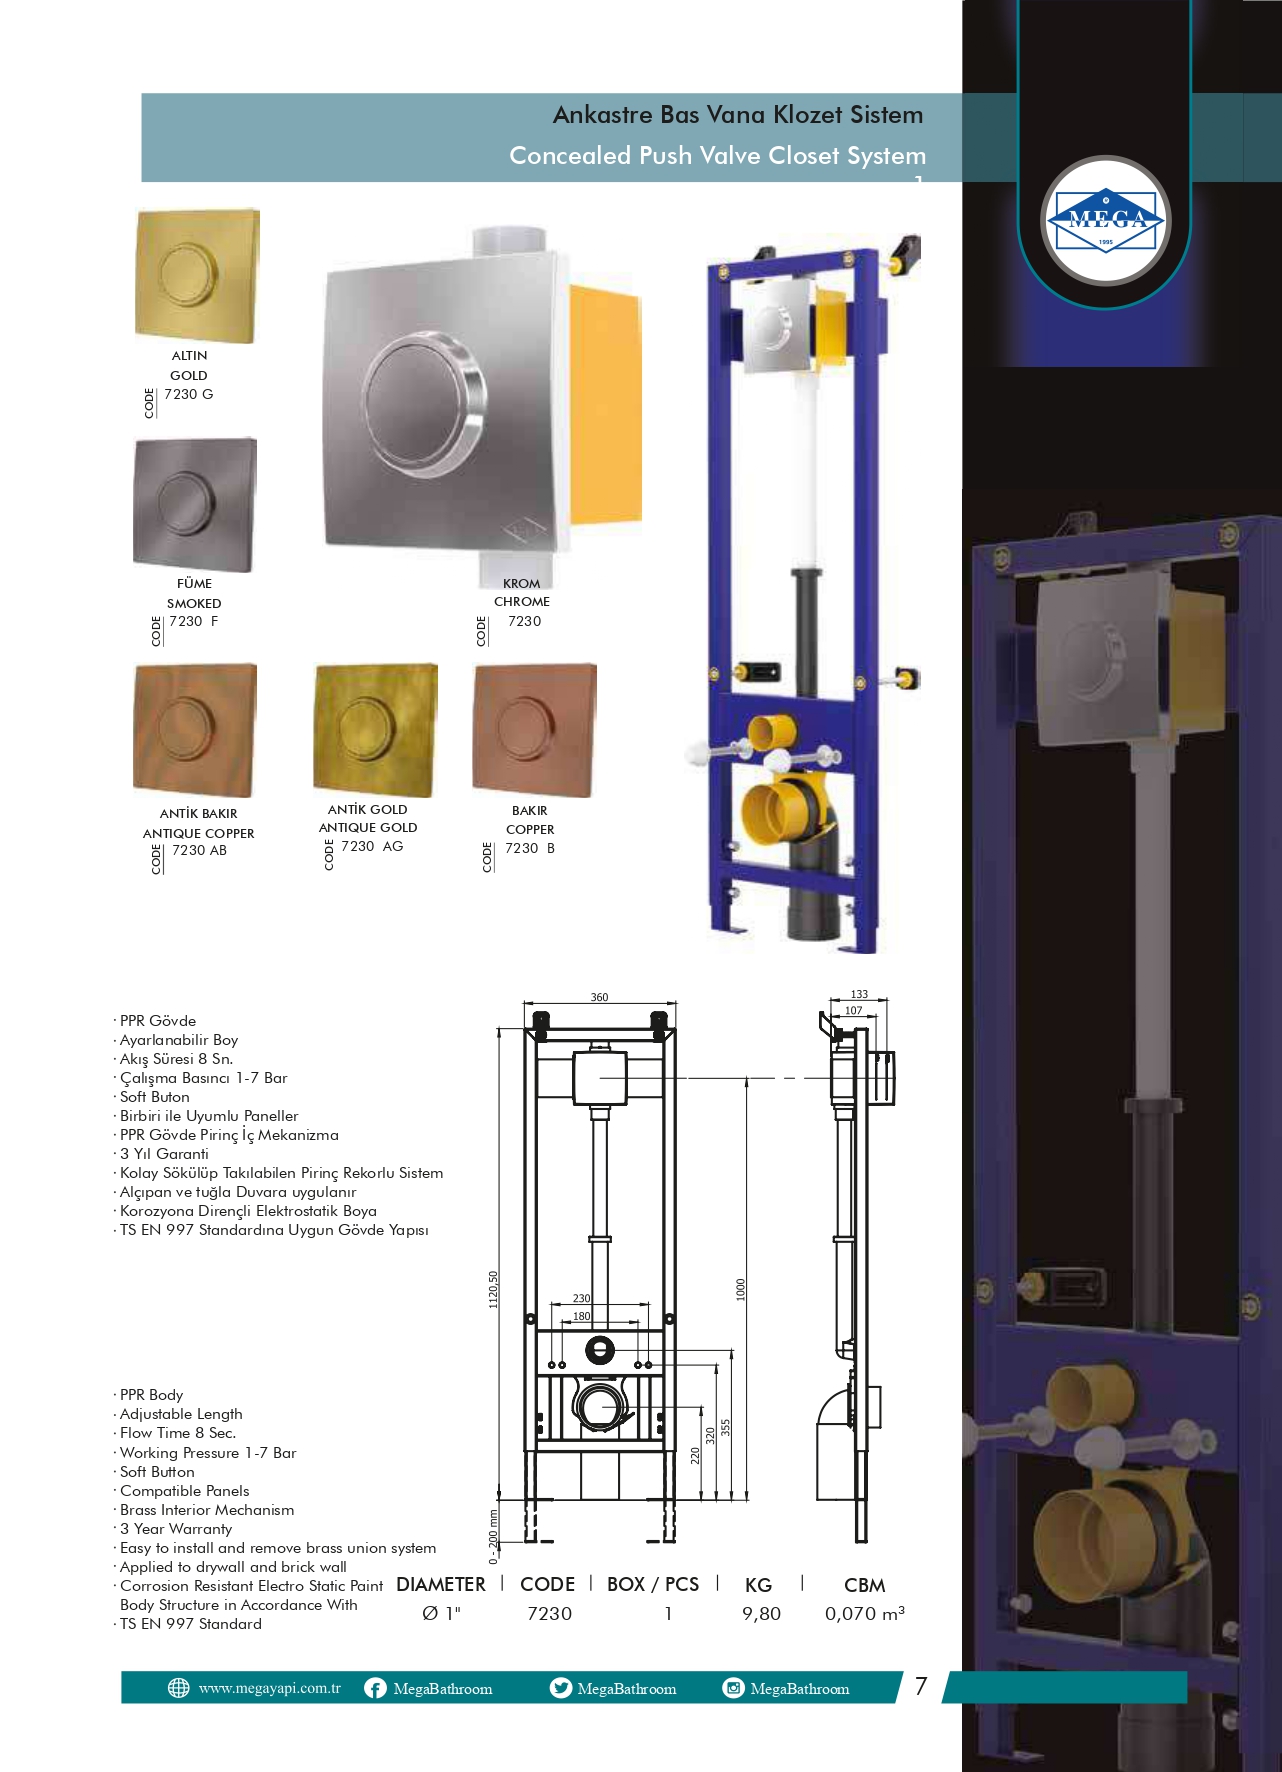 Ankastre Bas Vana Klozet Sistem
Concealed Push Valve Closet System
MEGA
1995
ALTIN
GOLD
CODE 7230 G
FÜME
SMOKED
CODE 7230 F
KROM
CHROME
CODE 7230
ANTİK BAKIR
ANTIQUE COPPER
CODE 7230 AB
ANTİK GOLD
ANTIQUE GOLD
CODE 7230 AG
BAKIR
COPPER
CODE 7230 B
· PPR Gövde
· Ayarlanabilir Boy
· Akış Süresi 8 Sn.
· Çalışma Basıncı 1-7 Bar
· Soft Buton
· Birbiri ile Uyumlu Paneller
· PPR Gövde Pirinç İç Mekanizma
· 3 Yıl Garanti
· Kolay Sökülüp Takılabilen Pirinç Rekorlu Sistem
· Alçıpan ve tuğla Duvara uygulanır
· Korozyona Dirençli Elektrostatik Boya
· TS EN 997 Standardına Uygun Gövde Yapısı
360
133
107
1120,50
1000
230
180
355
320
220
0 - 200 mm
· PPR Body
· Adjustable Length
· Flow Time 8 Sec.
· Working Pressure 1-7 Bar
· Soft Button
· Compatible Panels
· Brass Interior Mechanism
· 3 Year Warranty
· Easy to install and remove brass union system
· Applied to drywall and brick wall
· Corrosion Resistant Electro Static Paint
Body Structure in Accordance With
· TS EN 997 Standard
DIAMETER | CODE | BOX / PCS | KG | CBM
Ø 1" 7230 1 9,80 0,070 m³
www.megayapi.com.tr MegaBathroom MegaBathroom MegaBathroom 7